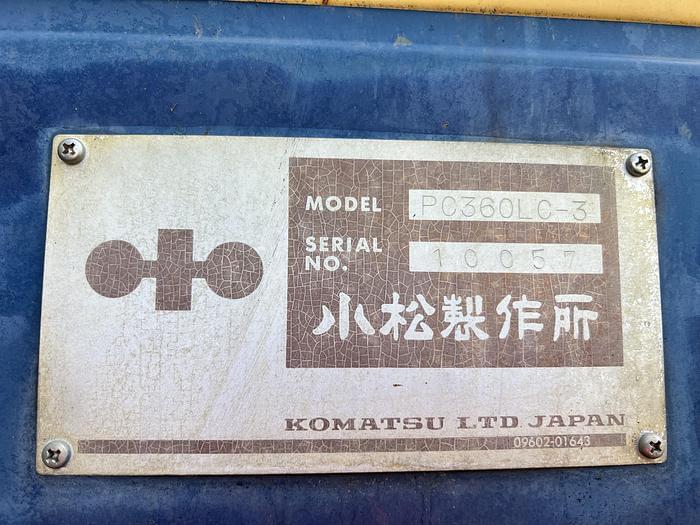 MODEL PC360LC-3
SERIAL NO. 10057
小松製作所
KOMATSU LTD. JAPAN
09602-01643